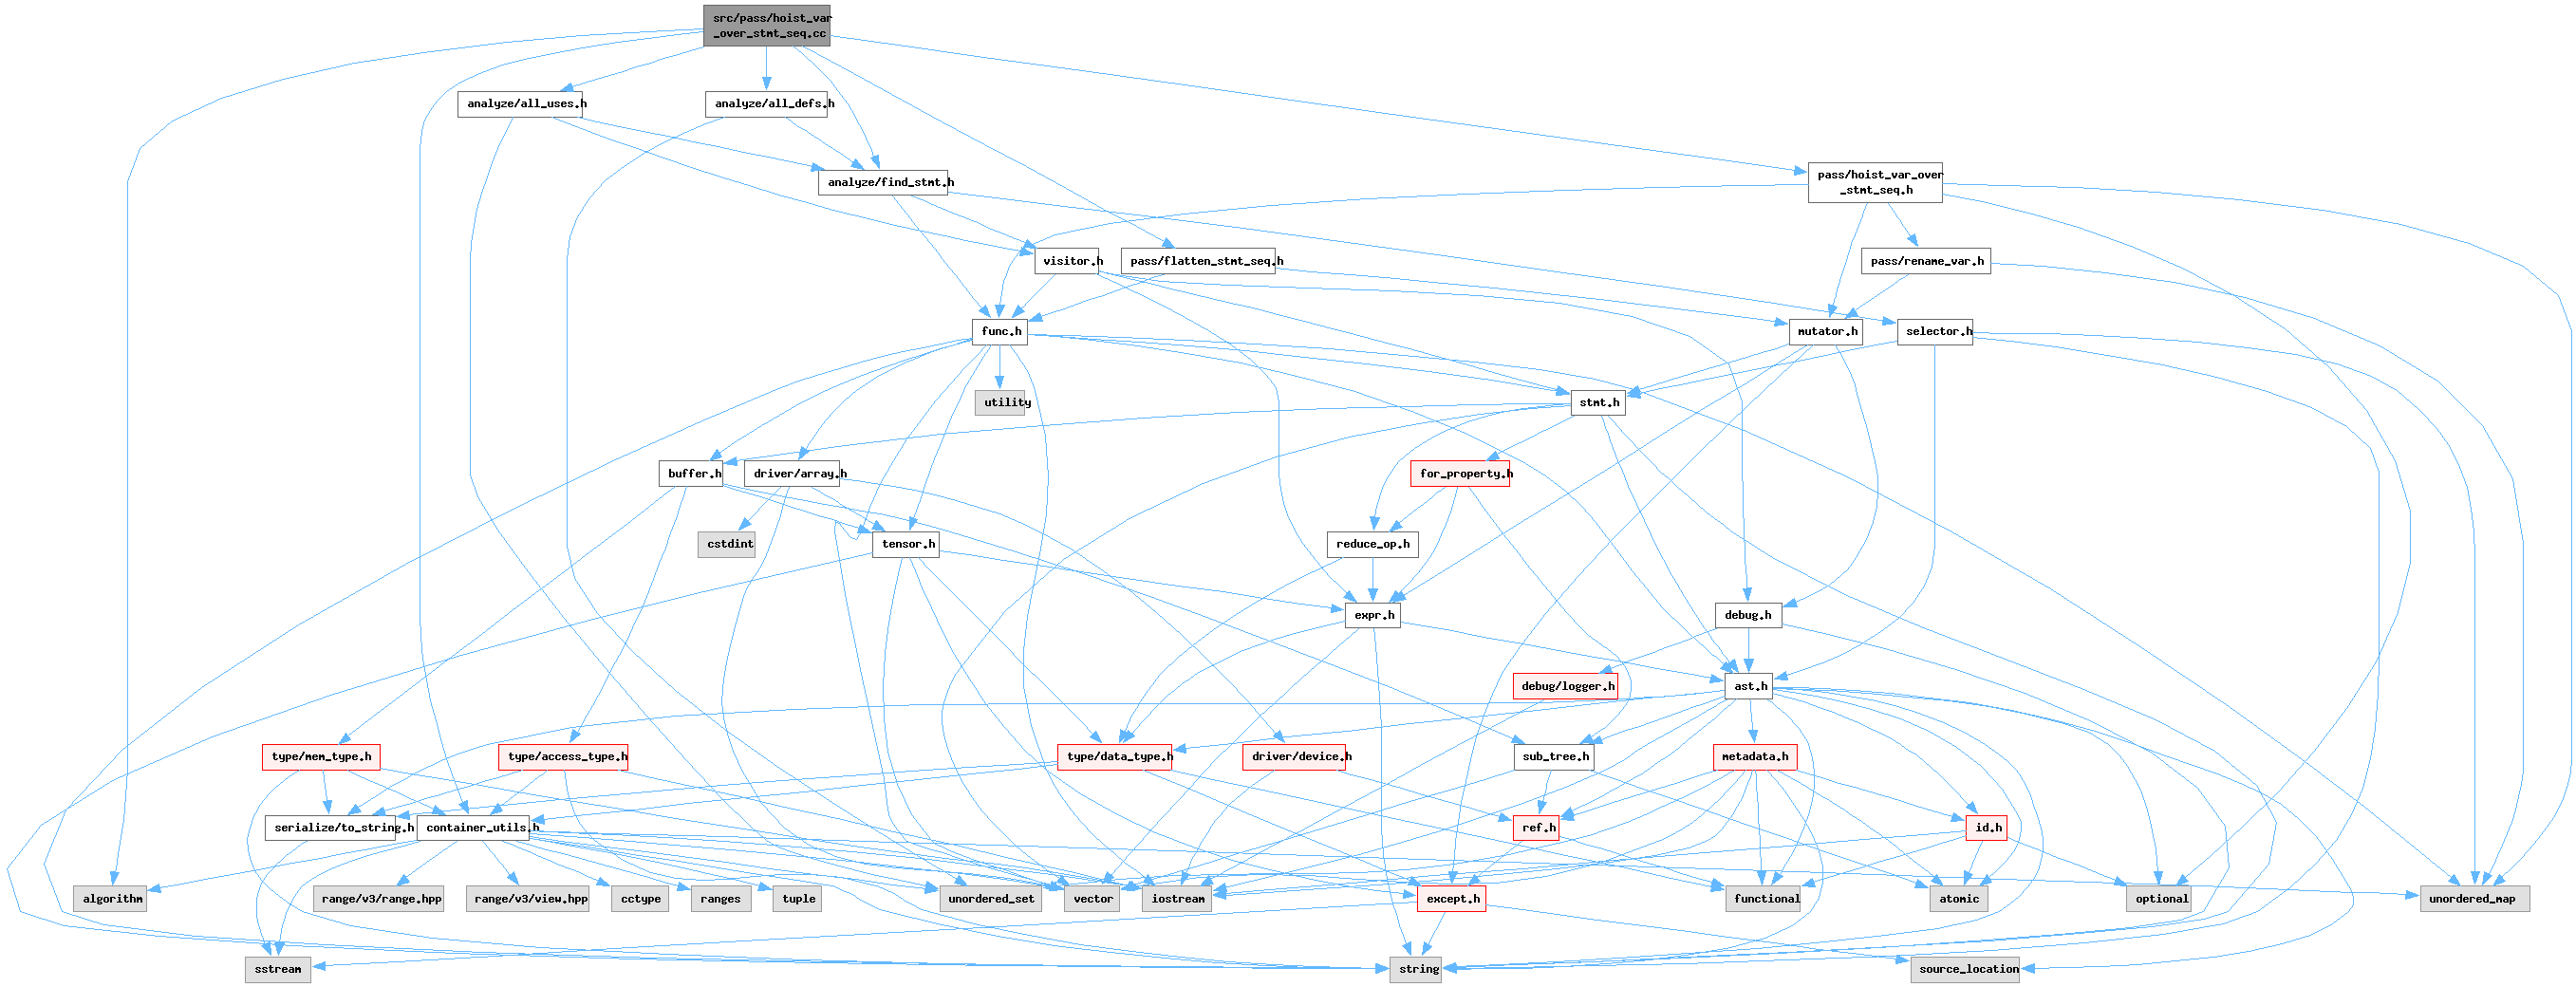 src/pass/hoist_var
_over_stmt_seq.cc
analyze/all_uses.h
analyze/all_defs.h
analyze/find_stmt.h
pass/hoist_var_over
_stmt_seq.h
visitor.h
pass/flatten_stmt_seq.h
pass/rename_var.h
func.h
mutator.h
selector.h
utility
stmt.h
buffer.h
driver/array.h
for_property.h
cstdint
tensor.h
reduce_op.h
expr.h
debug.h
debug/logger.h
ast.h
type/mem_type.h
type/access_type.h
type/data_type.h
driver/device.h
sub_tree.h
metadata.h
serialize/to_string.h
container_utils.h
ref.h
id.h
algorithm
range/v3/range.hpp
range/v3/view.hpp
cctype
ranges
tuple
unordered_set
vector
iostream
except.h
functional
atomic
optional
unordered_map
sstream
string
source_location